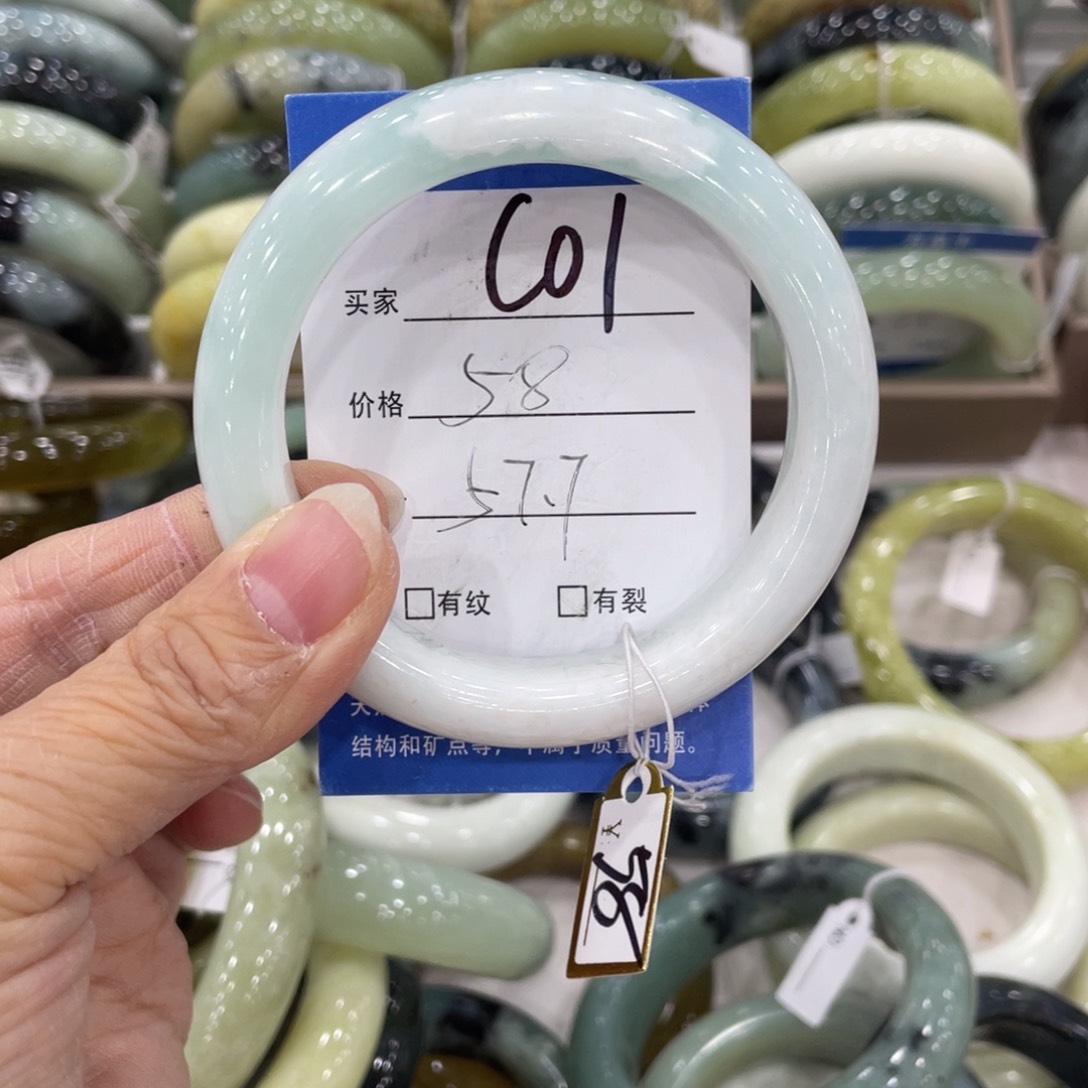 买家 C01
价格 58
57.7
□有纹 □有裂
结构和矿点等，不属于质量问题。